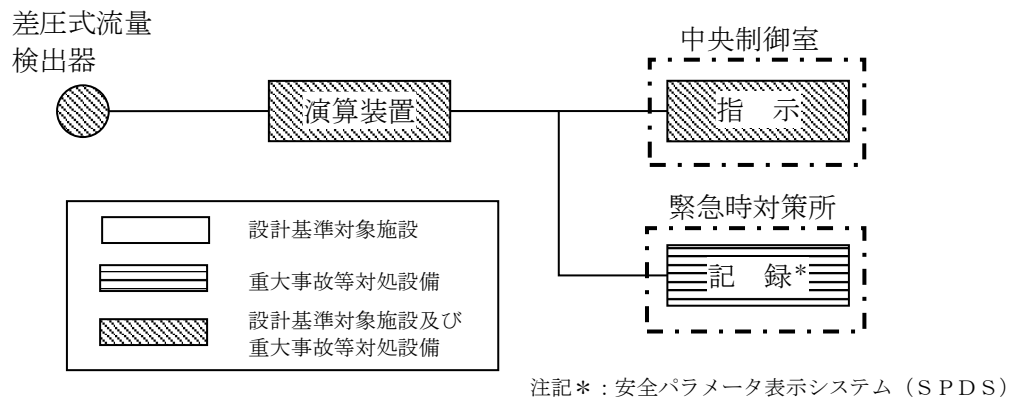 差圧式流量
検出器
演算装置
中央制御室
指　示
緊急時対策所
記　録*
設計基準対象施設
重大事故等対処設備
設計基準対象施設及び
重大事故等対処設備
注記＊：安全パラメータ表示システム（ＳＰＤＳ）